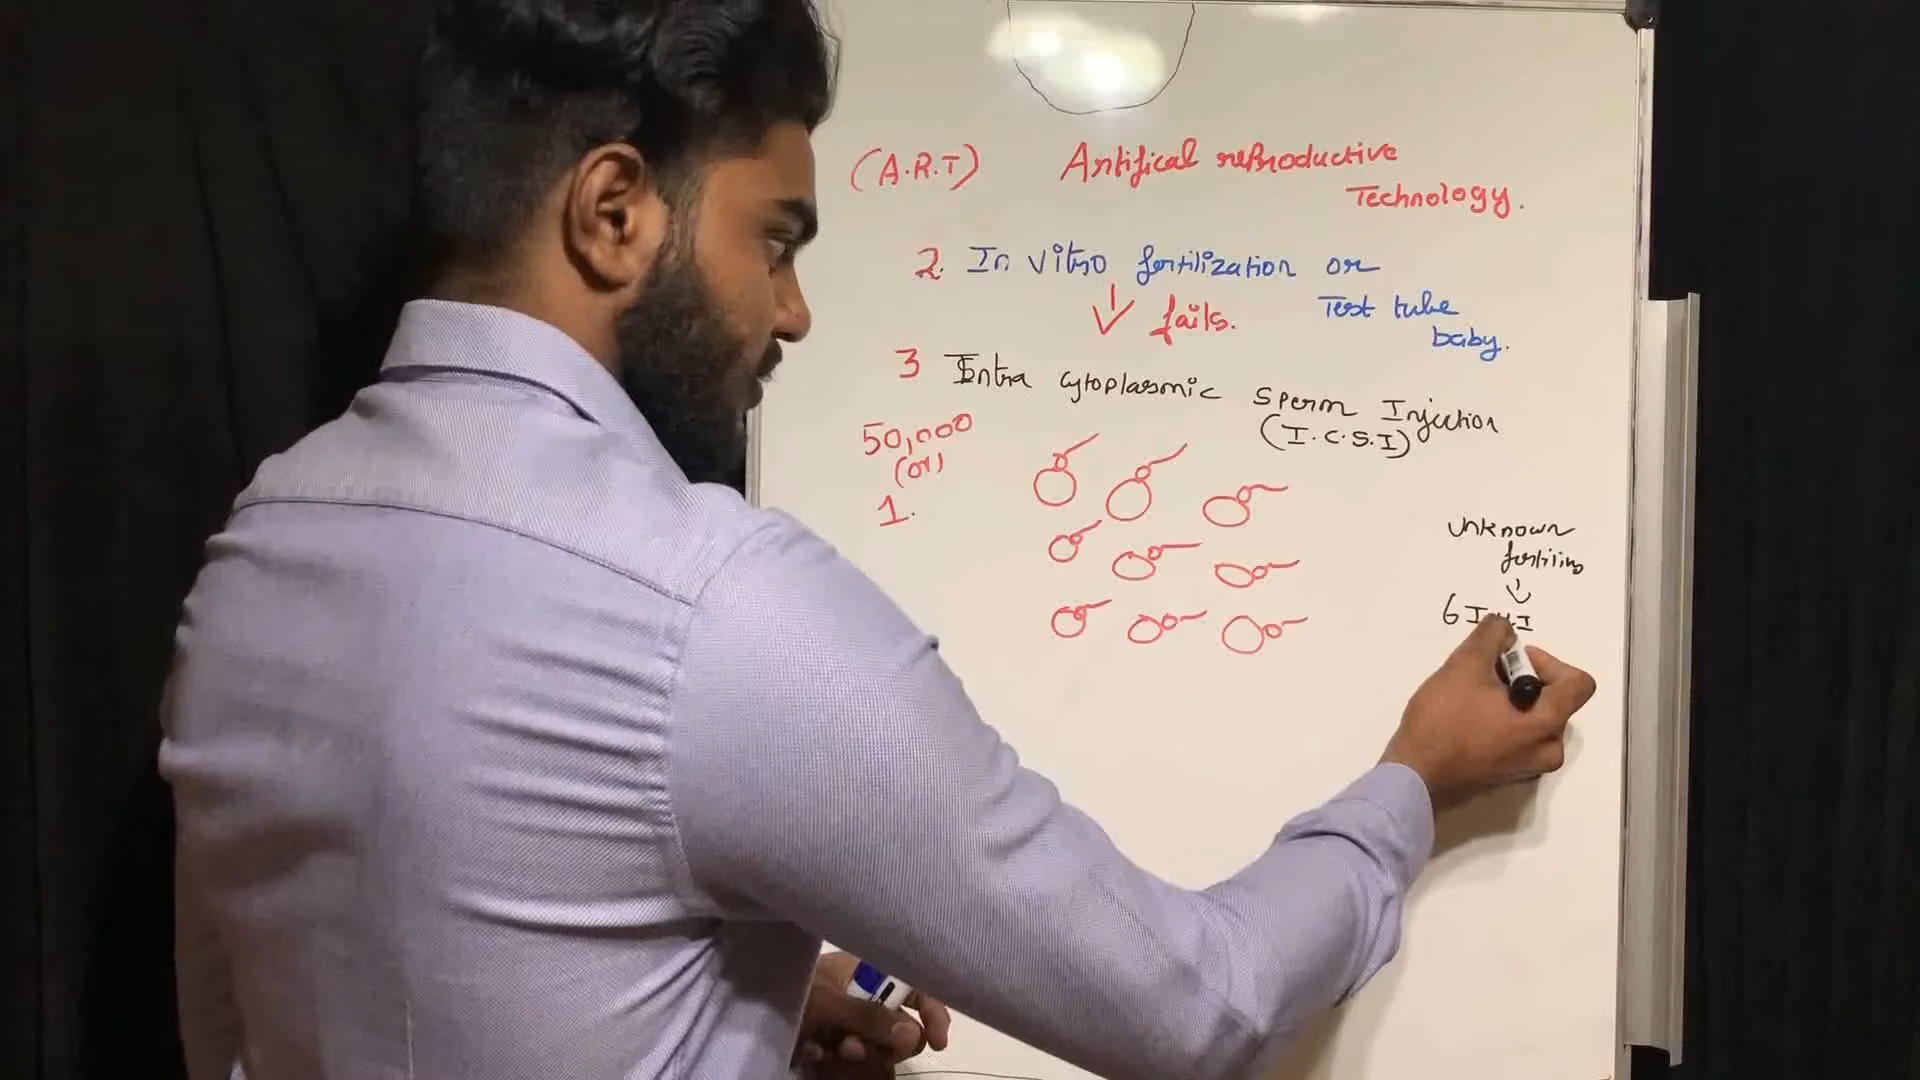 (A.R.T) Artifical reproductive
Technology.
2. In vitro fertilization or
Test tube
baby.
fails.
3 Intra cytoplasmic Sperm Injection
(I.C.S.I)
50,000
(or)
1.
unknown
6